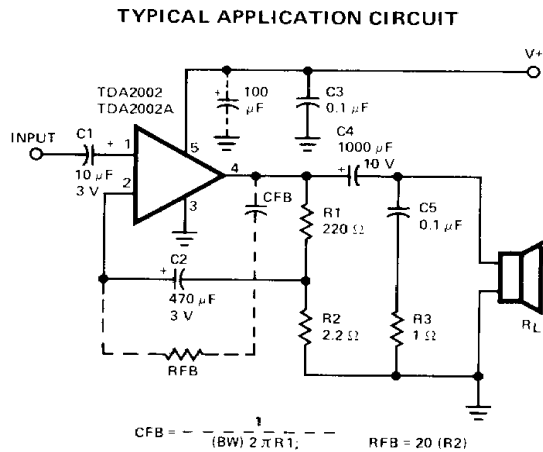 TYPICAL APPLICATION CIRCUIT
V+
TDA2002
TDA2002A
+
100
µF
C3
0.1 µF
INPUT
C1
+
10 µF
3 V
1
2
5
4
3
C4
1000 µF
+
10 V
CFB
R1
220 Ω
C5
0.1 µF
C2
+
470 µF
3 V
R2
2.2 Ω
R3
1 Ω
RL
RFB
CFB = 1 / (BW) 2 π R1;
RFB = 20 (R2)